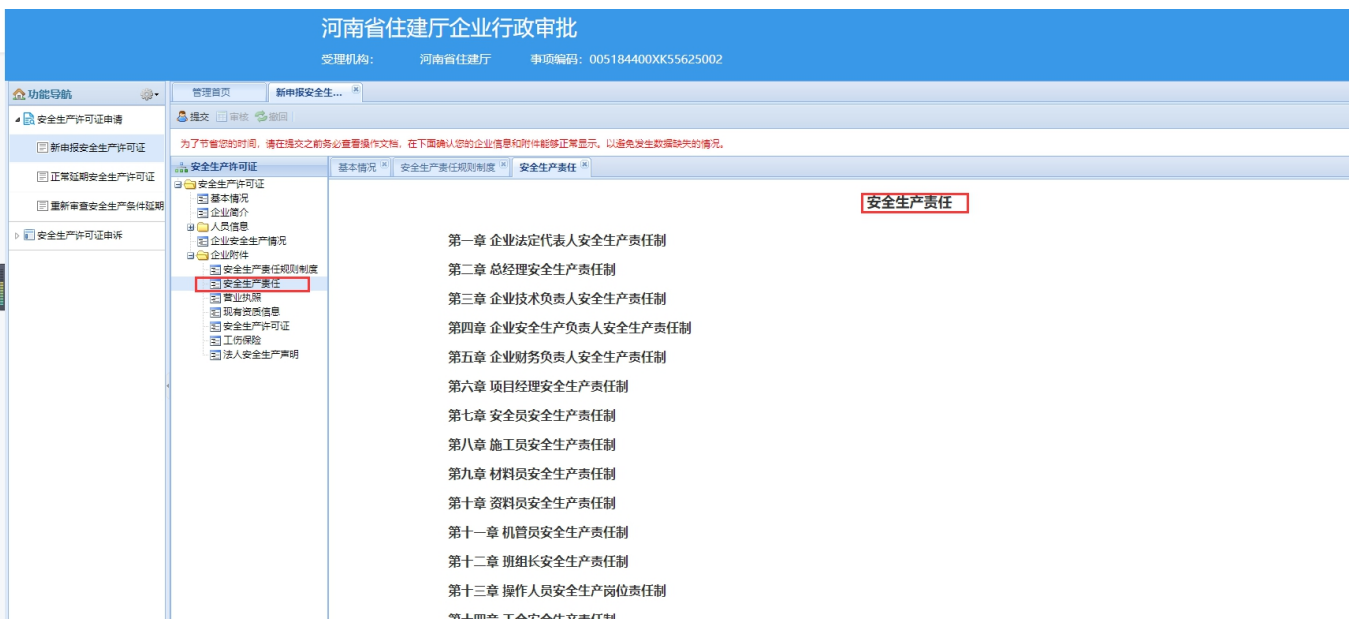 河南省住建厅企业行政审批
受理机构： 河南省住建厅 事项编码：005184400XK55625002
功能导航
安全生产许可证申请
新申报安全生产许可证
正常延期安全生产许可证
重新审查安全生产条件延期
安全生产许可证申诉
管理首页 新申报安全生...
提交 审核 撤回
为了节省您的时间，请在提交之前务必查看操作文档，在下面确认您的企业信息和附件能够正常显示。以避免发生数据缺失的情况。
安全生产许可证
安全生产许可证
基本情况
企业简介
人员信息
企业安全生产情况
企业附件
安全生产责任规则制度
安全生产责任
营业执照
现有资质信息
安全生产许可证
工伤保险
法人安全生产声明
基本情况 安全生产责任规则制度 安全生产责任
安全生产责任
第一章 企业法定代表人安全生产责任制
第二章 总经理安全生产责任制
第三章 企业技术负责人安全生产责任制
第四章 企业安全生产负责人安全生产责任制
第五章 企业财务负责人安全生产责任制
第六章 项目经理安全生产责任制
第七章 安全员安全生产责任制
第八章 施工员安全生产责任制
第九章 材料员安全生产责任制
第十章 资料员安全生产责任制
第十一章 机管员安全生产责任制
第十二章 班组长安全生产责任制
第十三章 操作人员安全生产岗位责任制
第十四章 工会安全生产责任制